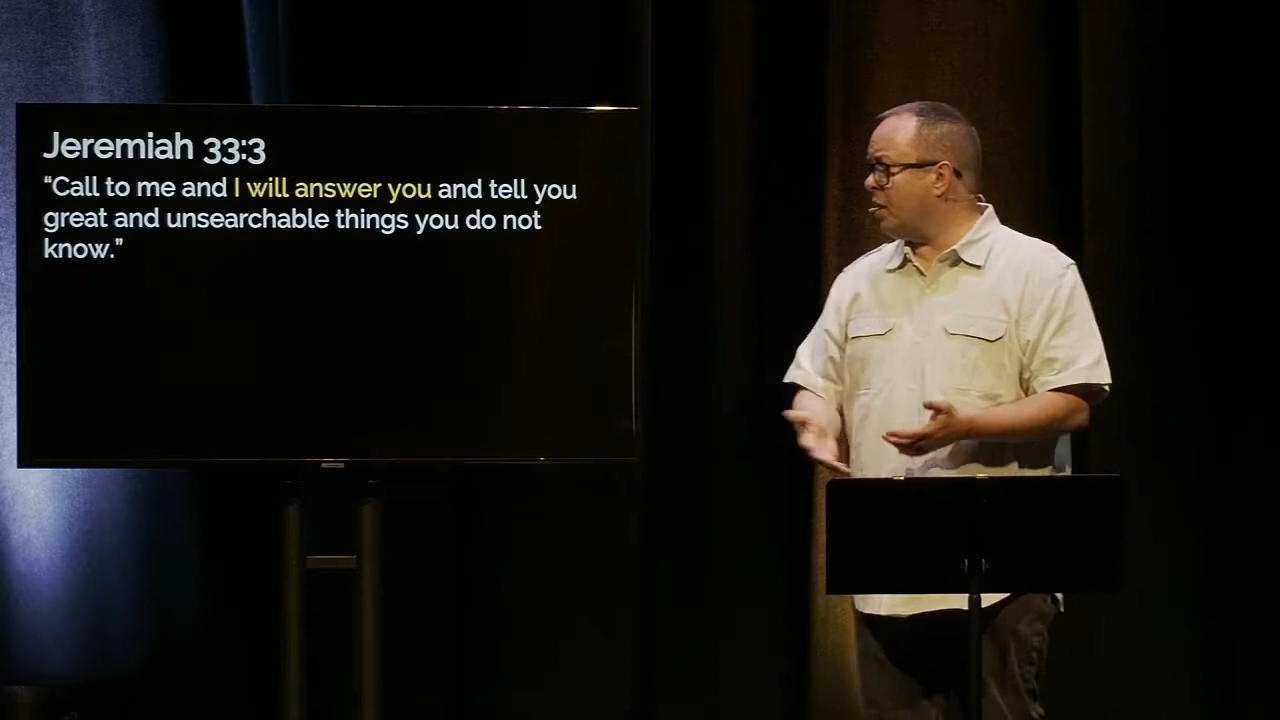 Jeremiah 33:3
“Call to me and I will answer you and tell you
great and unsearchable things you do not
know.”